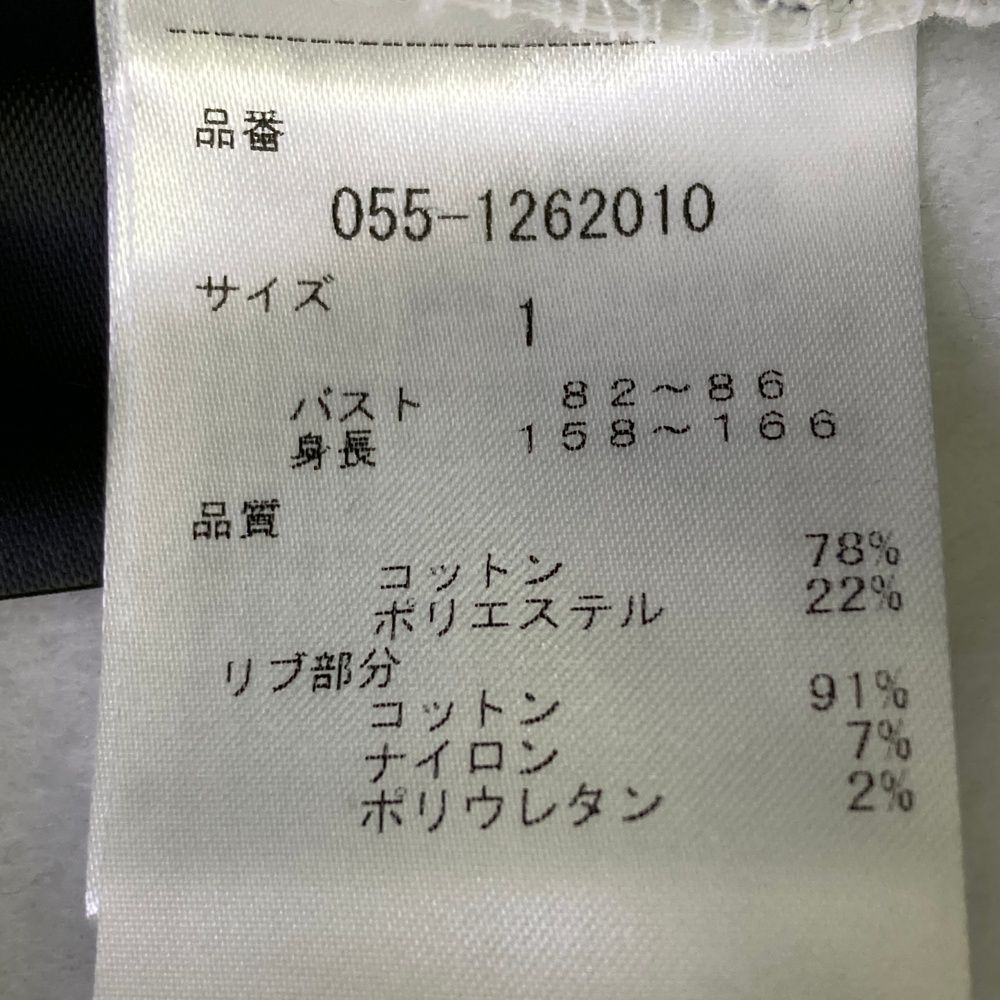 品番
055-1262010
サイズ 1
バスト 82～86
身長 158～166
品質
コットン 78%
ポリエステル 22%
リブ部分
コットン 91%
ナイロン 7%
ポリウレタン 2%